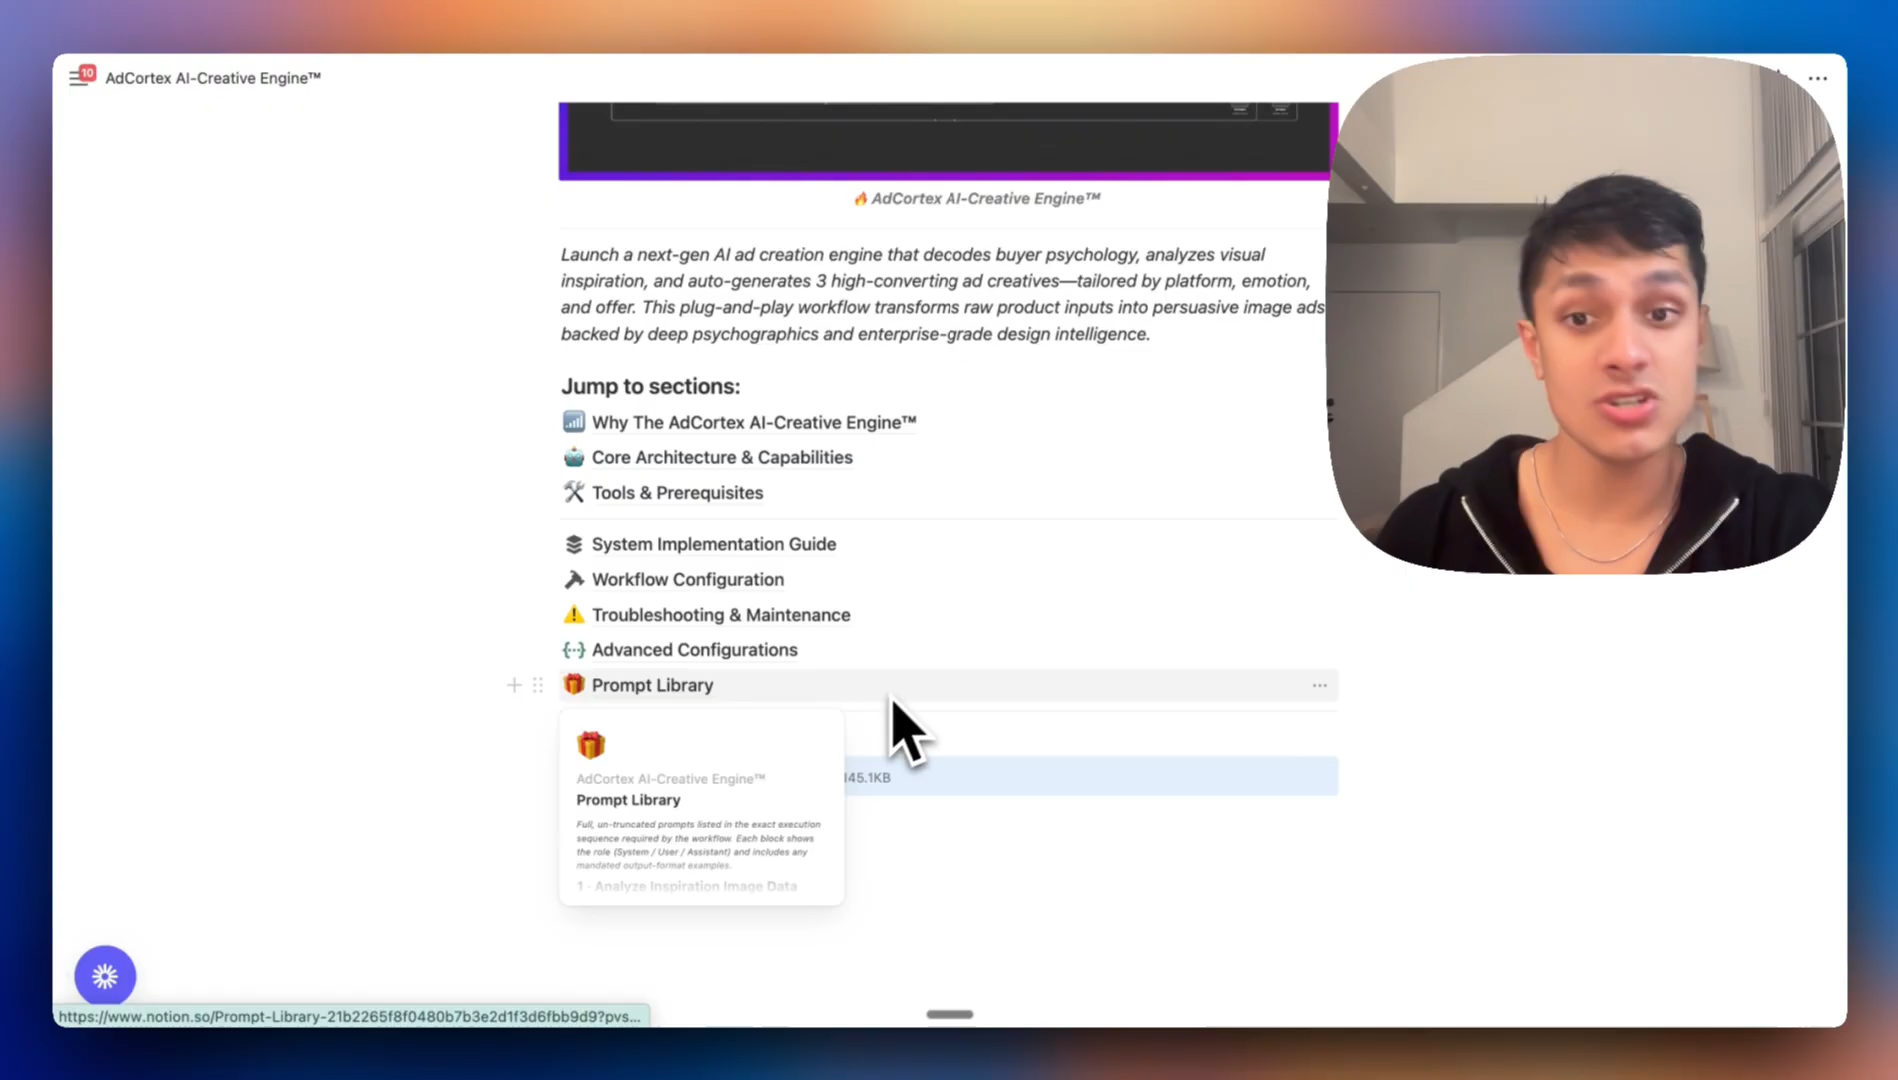 10
AdCortex AI-Creative Engine™
🔥 AdCortex AI-Creative Engine™
Launch a next-gen AI ad creation engine that decodes buyer psychology, analyzes visual
inspiration, and auto-generates 3 high-converting ad creatives—tailored by platform, emotion,
and offer. This plug-and-play workflow transforms raw product inputs into persuasive image ads
backed by deep psychographics and enterprise-grade design intelligence.
Jump to sections:
Why The AdCortex AI-Creative Engine™
Core Architecture & Capabilities
Tools & Prerequisites
System Implementation Guide
Workflow Configuration
Troubleshooting & Maintenance
Advanced Configurations
Prompt Library
AdCortex AI-Creative Engine™
Prompt Library
Full, un-truncated prompts listed in the exact execution
sequence required by the workflow. Each block shows
the role (System / User / Assistant) and includes any
mandated output-format examples.
1 · Analyze Inspiration Image Data
145.1KB
https://www.notion.so/Prompt-Library-21b2265f8f0480b7b3e2d1f3d6fbb9d9?pvs...